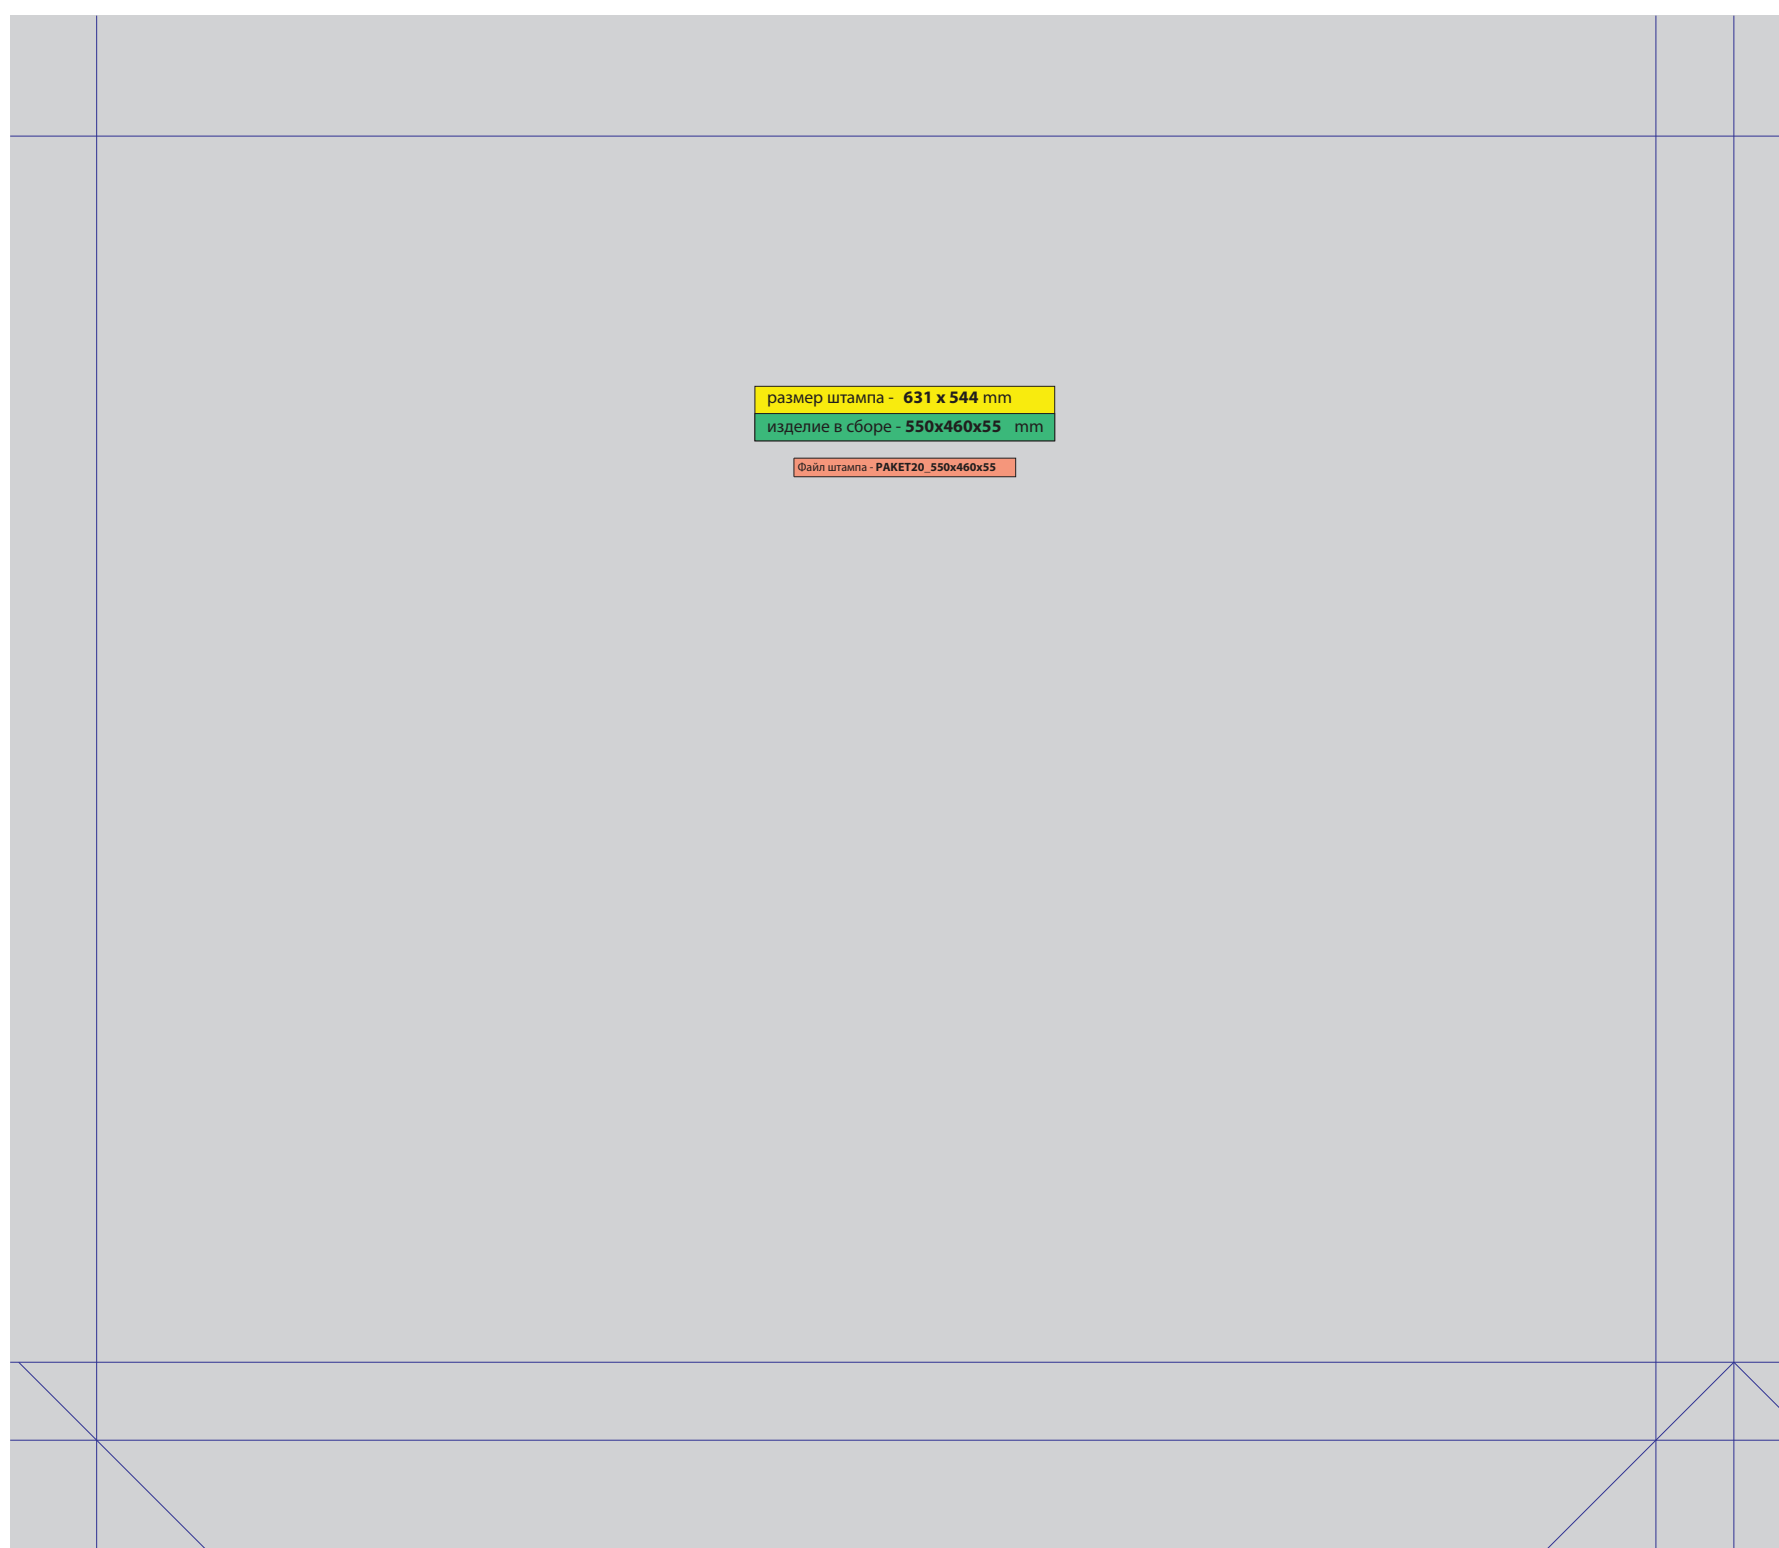 размер штампа - 631 x 544 mm
изделие в сборе - 550x460x55 mm
Файл штампа - PAKET20_550x460x55